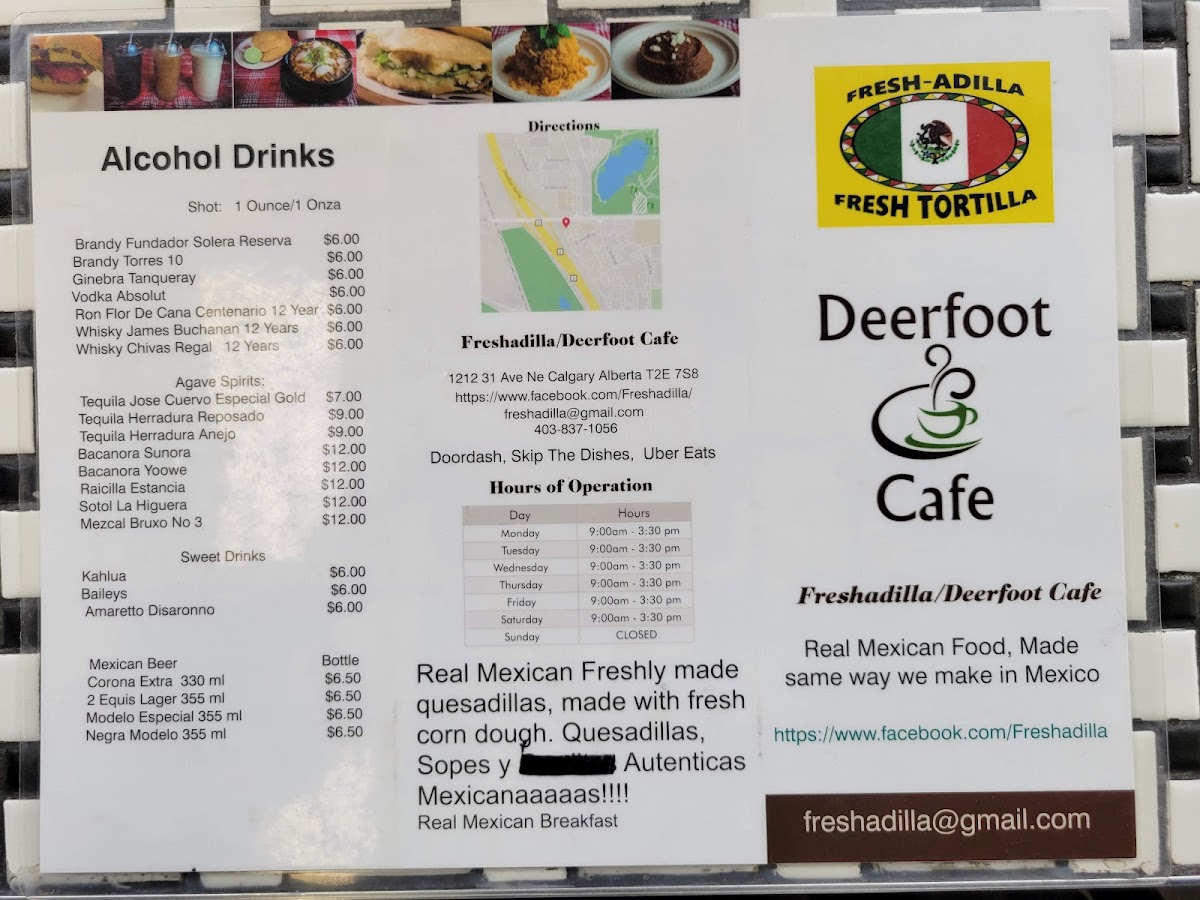 Alcohol Drinks
Shot: 1 Ounce/1 Onza
Brandy Fundador Solera Reserva $6.00
Brandy Torres 10 $6.00
Ginebra Tanqueray $6.00
Vodka Absolut $6.00
Ron Flor De Cana Centenario 12 Year $6.00
Whisky James Buchanan 12 Years $6.00
Whisky Chivas Regal 12 Years $6.00
Agave Spirits:
Tequila Jose Cuervo Especial Gold $7.00
Tequila Herradura Reposado $9.00
Tequila Herradura Anejo $9.00
Bacanora Sunora $12.00
Bacanora Yoowe $12.00
Raicilla Estancia $12.00
Sotol La Higuera $12.00
Mezcal Bruxo No 3 $12.00
Sweet Drinks
Kahlua $6.00
Baileys $6.00
Amaretto Disaronno $6.00
Mexican Beer Bottle
Corona Extra 330 ml $6.50
2 Equis Lager 355 ml $6.50
Modelo Especial 355 ml $6.50
Negra Modelo 355 ml $6.50
Directions
Freshadilla/Deerfoot Cafe
1212 31 Ave Ne Calgary Alberta T2E 7S8
https://www.facebook.com/Freshadilla/
freshadilla@gmail.com
403-837-1056
Doordash, Skip The Dishes, Uber Eats
Hours of Operation
Day Hours
Monday 9:00am - 3:30 pm
Tuesday 9:00am - 3:30 pm
Wednesday 9:00am - 3:30 pm
Thursday 9:00am - 3:30 pm
Friday 9:00am - 3:30 pm
Saturday 9:00am - 3:30 pm
Sunday CLOSED
Real Mexican Freshly made
quesadillas, made with fresh
corn dough. Quesadillas,
Sopes y Autenticas
Mexicanaaaaas!!!!
Real Mexican Breakfast
FRESH-ADILLA
FRESH TORTILLA
Deerfoot
Cafe
Freshadilla/Deerfoot Cafe
Real Mexican Food, Made
same way we make in Mexico
https://www.facebook.com/Freshadilla
freshadilla@gmail.com